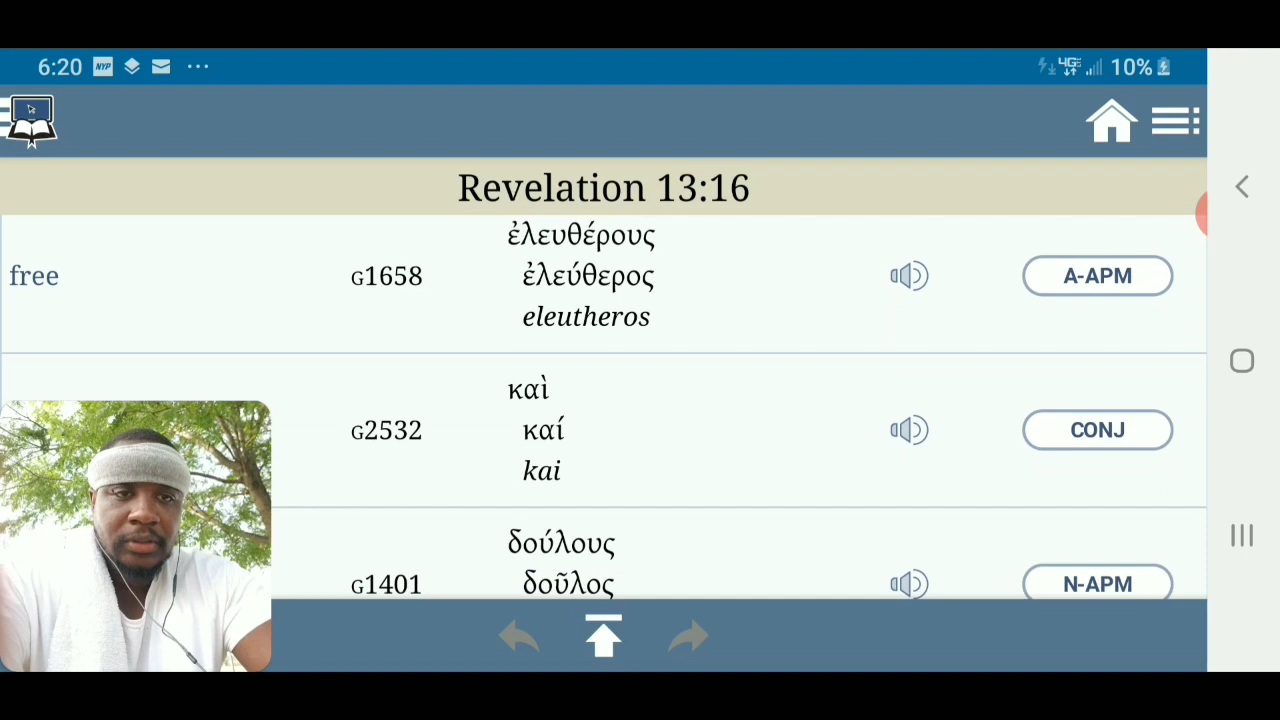 6:20 NYP ... 4G 10%
Revelation 13:16
ἐλευθέρους
free G1658 ἐλεύθερος A-APM
eleutheros
καὶ
G2532 καί CONJ
kai
δούλους
G1401 δοῦλος N-APM